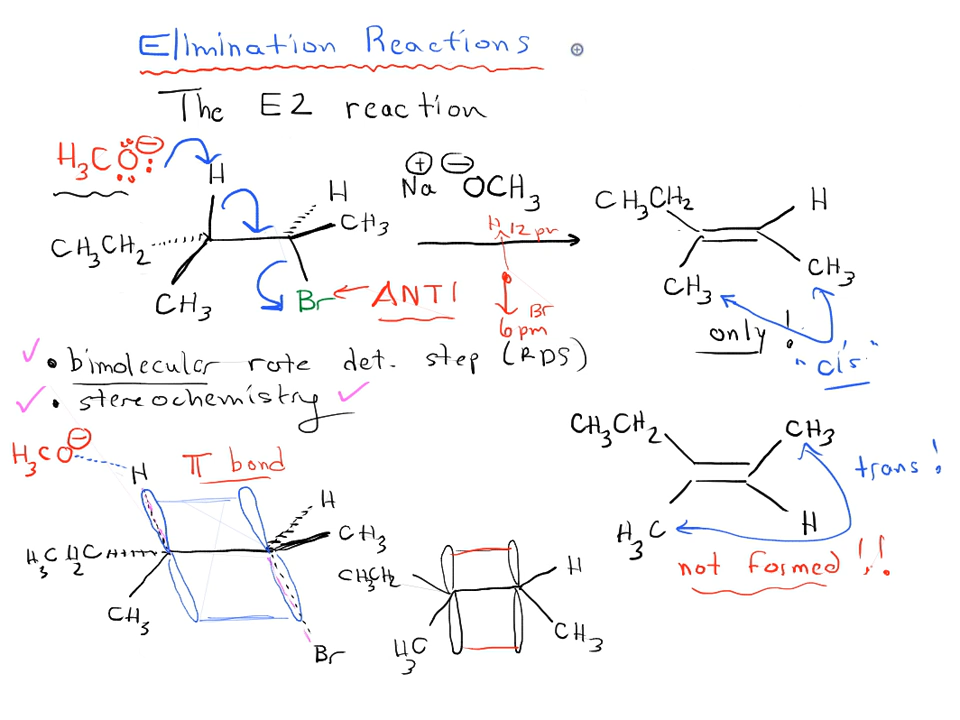 Elimination Reactions
The E2 reaction
H₃CO⊖
H
H
CH₃
CH₃CH₂
CH₃
Br
ANTI
⊕ ⊖
Na OCH₃
H 12 pm
Br
6 pm
CH₃CH₂
H
CH₃
CH₃
only!
"cis"
• bimolecular rate det. step (RDS)
• stereochemistry
H₃CO⊖
H
π bond
H
CH₃
H₃CH₂C
CH₃
Br
CH₃CH₂
H
H₃C
CH₃
CH₃CH₂
CH₃
trans!
H₃C
H
not formed!!